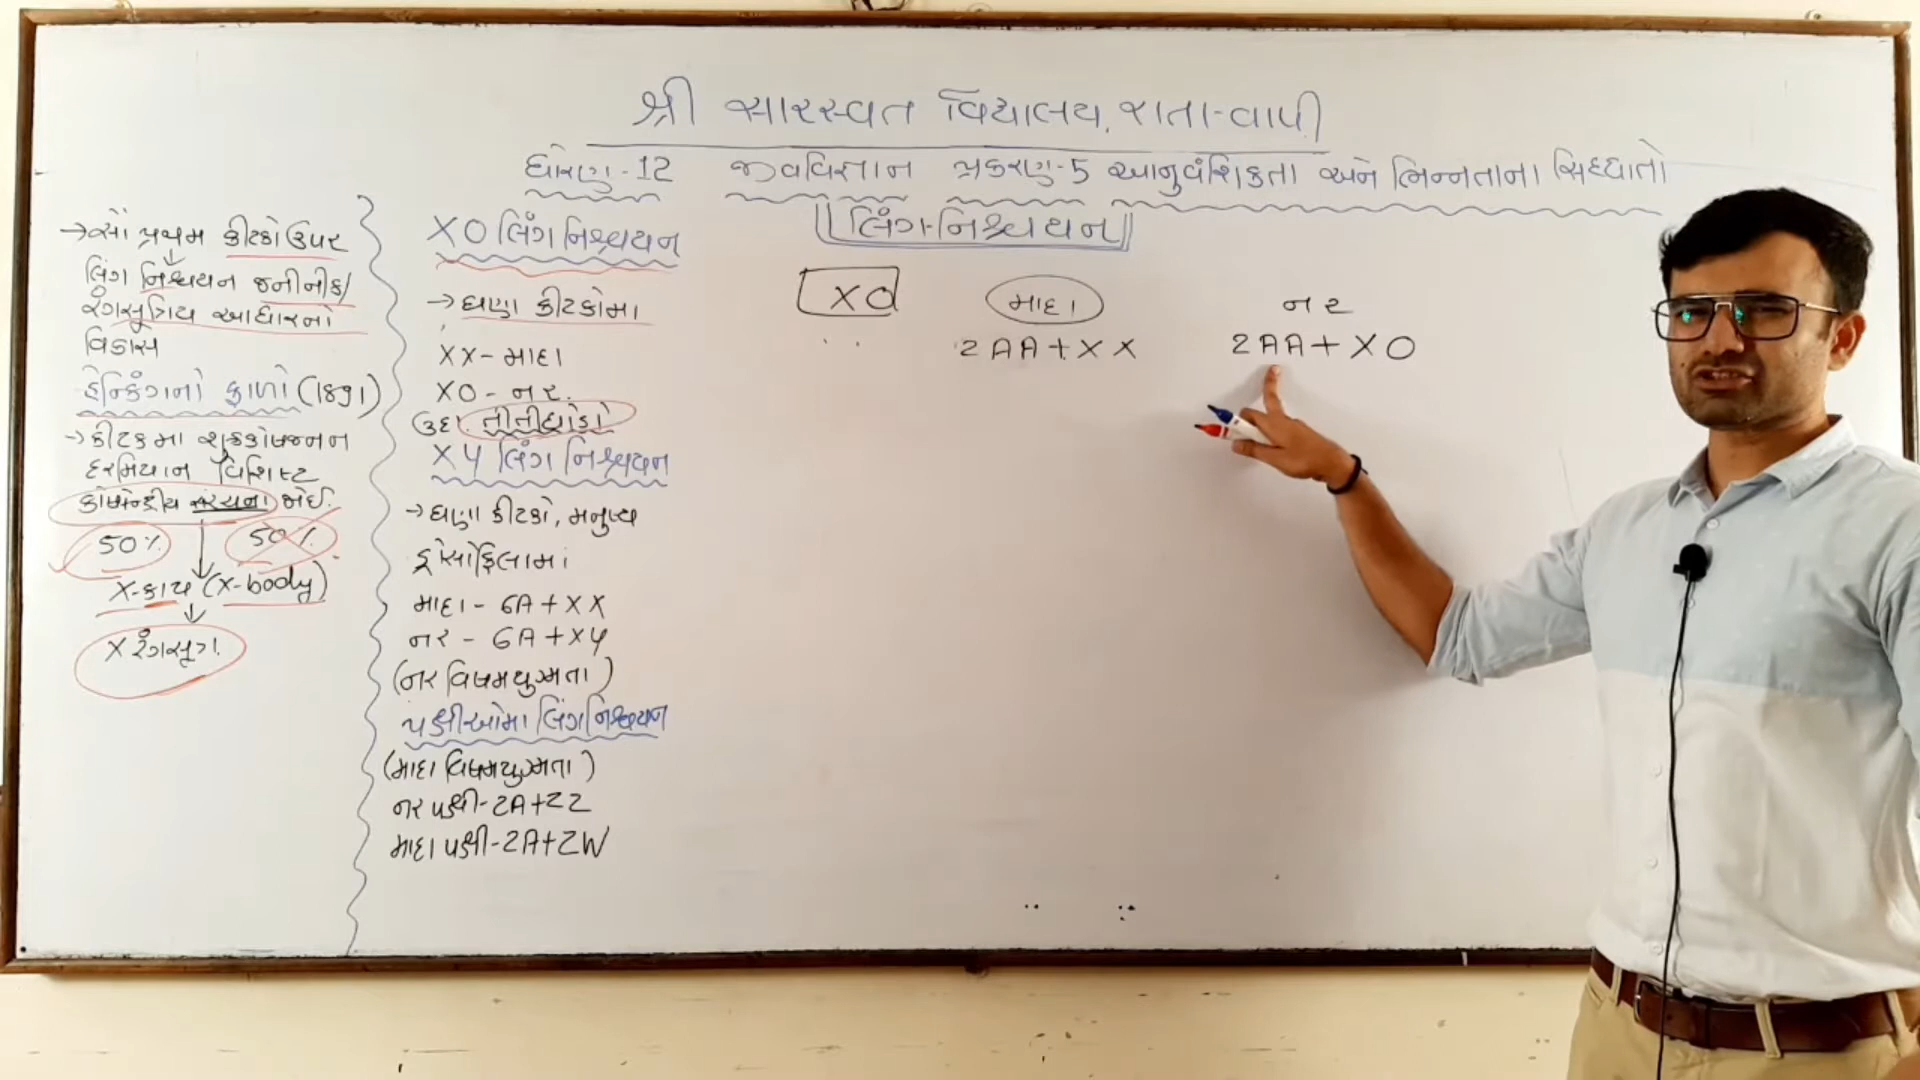 શ્રી સારસ્વત વિદ્યાલય, રાતા-વાપી
ધોરણ-12 જીવવિજ્ઞાન પ્રકરણ-5 આનુવંશિકતા અને ભિન્નતાના સિદ્ધાતો
લિંગનિશ્ચયન
→સૌ પ્રથમ કીટકો ઉપર
લિંગ નિશ્ચયન જનીનીક/
રંગસૂત્રિય આધારનો
વિકાસ
હેન્કિંગનો ફાળો (1891)
→કીટકમા શુક્રકોષજનન
દરમિયાન વિશિષ્ટ
કોષકેન્દ્રીય સંરચના જોઈ.
50% 50%
X-કાય (X-body)
X રંગસૂત્ર
XO લિંગ નિશ્ચયન
→ ઘણા કીટકોમા
XX- માદા
XO - નર.
ઉદા. તીતીઘોડો
XY લિંગ નિશ્ચયન
→ ઘણા કીટકો, મનુષ્ય
ડ્રોસોફિલામાં
માદા - 6A + XX
નર - 6A + XY
(નર વિષમયુગ્મતા)
પક્ષીઓમા લિંગ નિશ્ચયન
(માદા વિષમયુગ્મતા)
નર પક્ષી- 2A+ZZ
માદા પક્ષી-2A+ZW
XO માદા નર
2AA+XX 2AA+XO